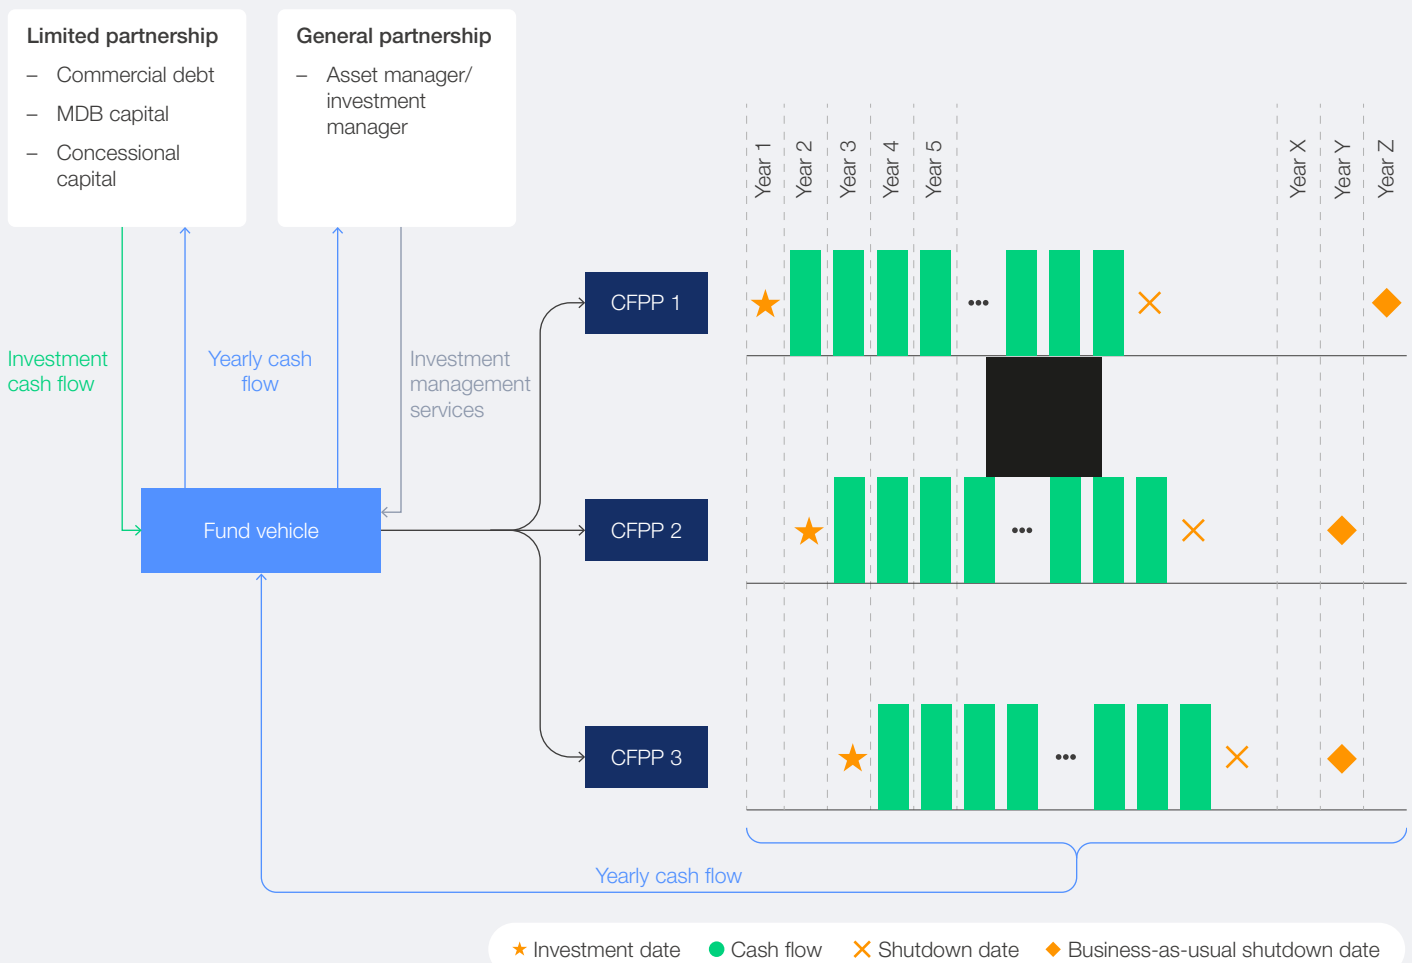 Limited partnership
– Commercial debt
– MDB capital
– Concessional
capital
General partnership
– Asset manager/
investment
manager
Year 1
Year 2
Year 3
Year 4
Year 5
Year X
Year Y
Year Z
Investment
cash flow
Yearly cash
flow
Investment
management
services
Fund vehicle
CFPP 1
•••
CFPP 2
•••
CFPP 3
•••
Yearly cash flow
Investment date
Cash flow
Shutdown date
Business-as-usual shutdown date